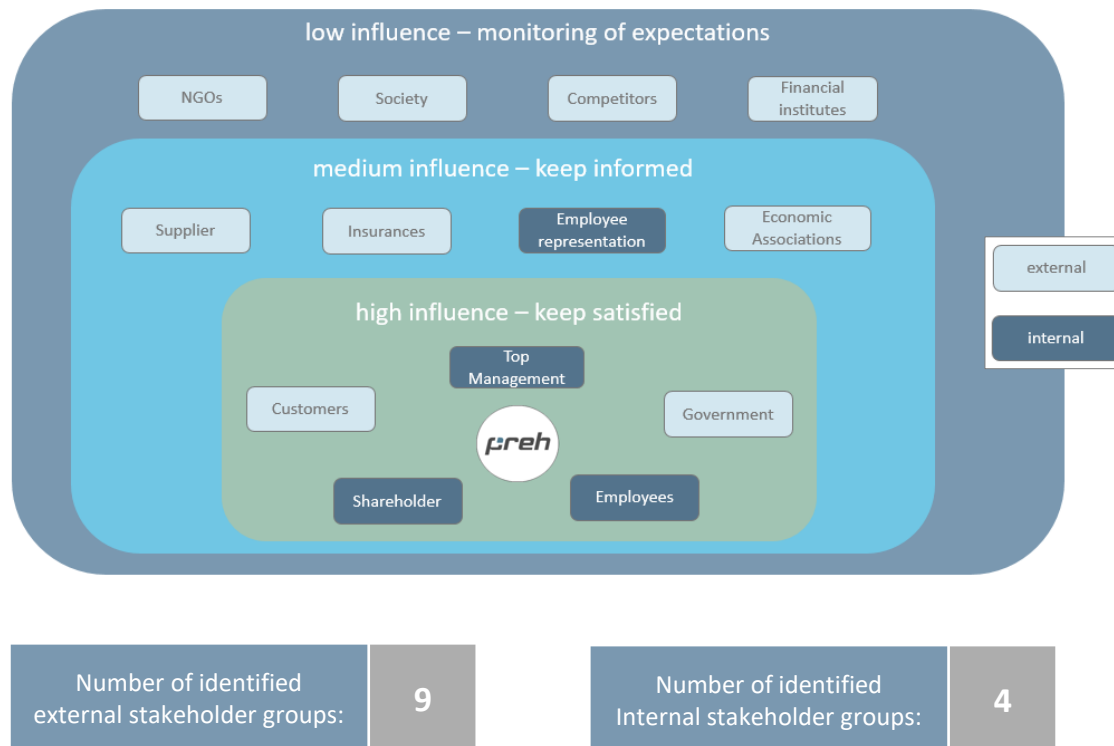 low influence – monitoring of expectations
NGOs
Society
Competitors
Financial
institutes
medium influence – keep informed
Supplier
Insurances
Employee
representation
Economic
Associations
external
internal
high influence – keep satisfied
Top
Management
Customers
Government
preh
Shareholder
Employees
Number of identified
external stakeholder groups:
9
Number of identified
Internal stakeholder groups:
4